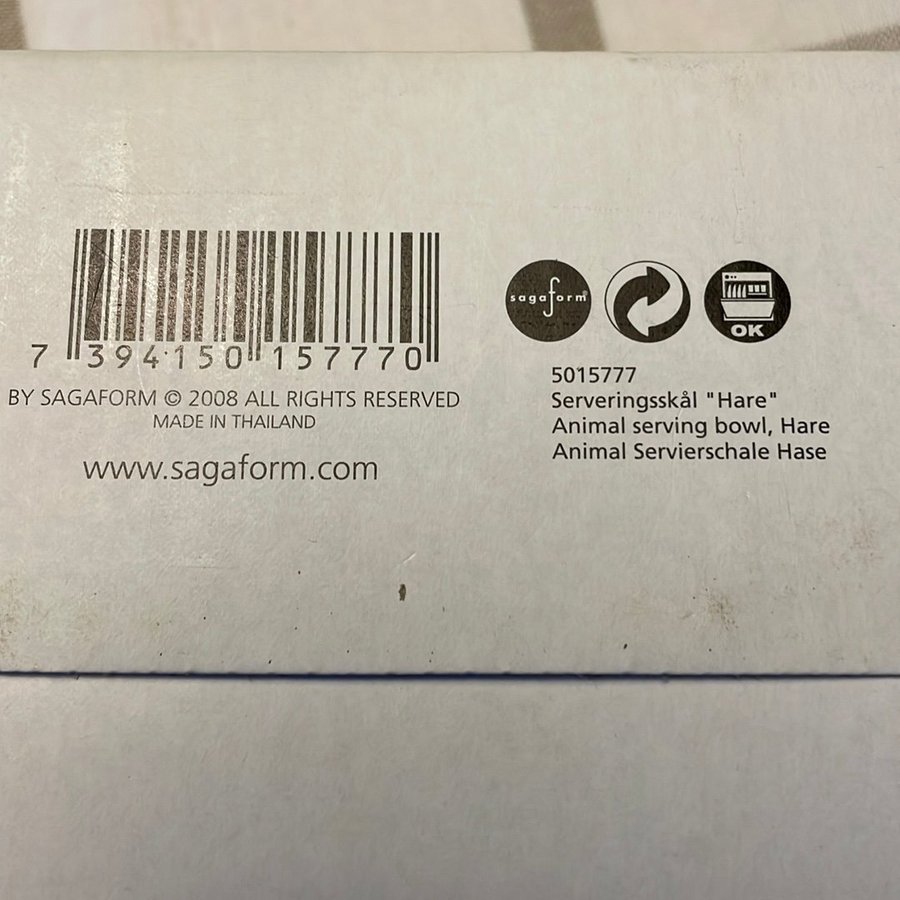 7 394150 157770
BY SAGAFORM © 2008 ALL RIGHTS RESERVED
MADE IN THAILAND
www.sagaform.com
sagaform®
OK
5015777
Serveringsskål "Hare"
Animal serving bowl, Hare
Animal Servierschale Hase